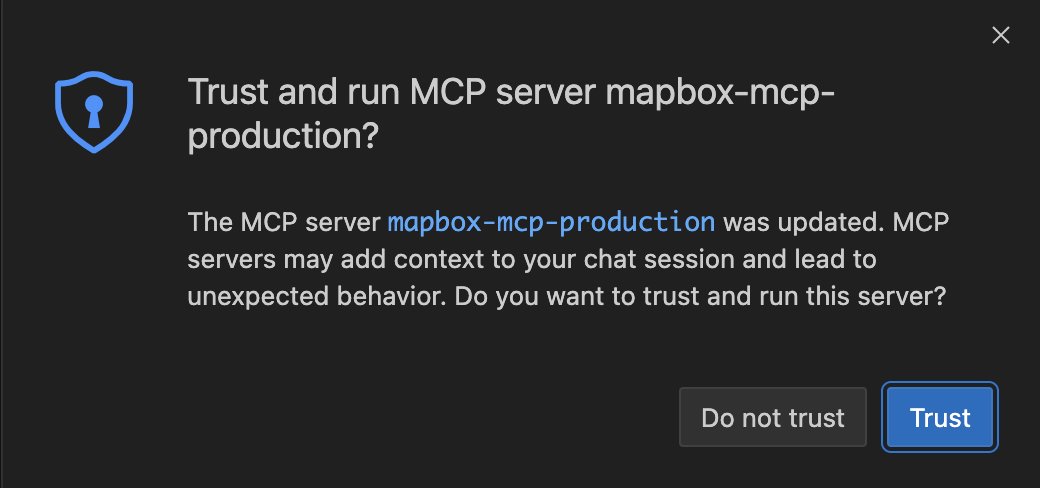 Trust and run MCP server mapbox-mcp-
production?
The MCP server mapbox-mcp-production was updated. MCP
servers may add context to your chat session and lead to
unexpected behavior. Do you want to trust and run this server?
Do not trust
Trust